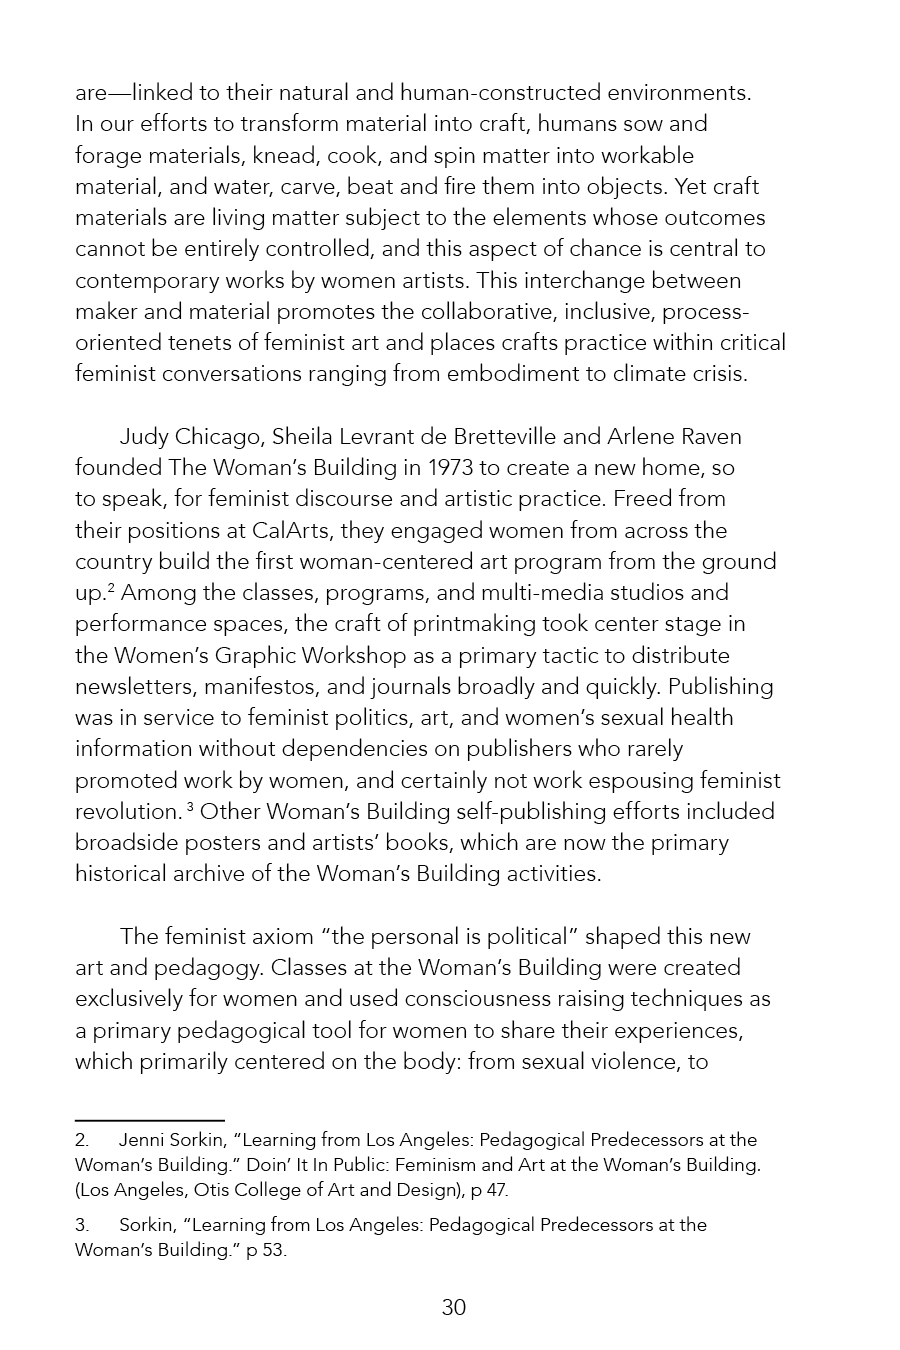 are—linked to their natural and human-constructed environments.
In our efforts to transform material into craft, humans sow and
forage materials, knead, cook, and spin matter into workable
material, and water, carve, beat and fire them into objects. Yet craft
materials are living matter subject to the elements whose outcomes
cannot be entirely controlled, and this aspect of chance is central to
contemporary works by women artists. This interchange between
maker and material promotes the collaborative, inclusive, process-
oriented tenets of feminist art and places crafts practice within critical
feminist conversations ranging from embodiment to climate crisis.
Judy Chicago, Sheila Levrant de Bretteville and Arlene Raven
founded The Woman’s Building in 1973 to create a new home, so
to speak, for feminist discourse and artistic practice. Freed from
their positions at CalArts, they engaged women from across the
country build the first woman-centered art program from the ground
up.² Among the classes, programs, and multi-media studios and
performance spaces, the craft of printmaking took center stage in
the Women’s Graphic Workshop as a primary tactic to distribute
newsletters, manifestos, and journals broadly and quickly. Publishing
was in service to feminist politics, art, and women’s sexual health
information without dependencies on publishers who rarely
promoted work by women, and certainly not work espousing feminist
revolution. ³ Other Woman’s Building self-publishing efforts included
broadside posters and artists’ books, which are now the primary
historical archive of the Woman’s Building activities.
The feminist axiom “the personal is political” shaped this new
art and pedagogy. Classes at the Woman’s Building were created
exclusively for women and used consciousness raising techniques as
a primary pedagogical tool for women to share their experiences,
which primarily centered on the body: from sexual violence, to
2. Jenni Sorkin, “Learning from Los Angeles: Pedagogical Predecessors at the
Woman’s Building.” Doin’ It In Public: Feminism and Art at the Woman’s Building.
(Los Angeles, Otis College of Art and Design), p 47.
3. Sorkin, “Learning from Los Angeles: Pedagogical Predecessors at the
Woman’s Building.” p 53.
30